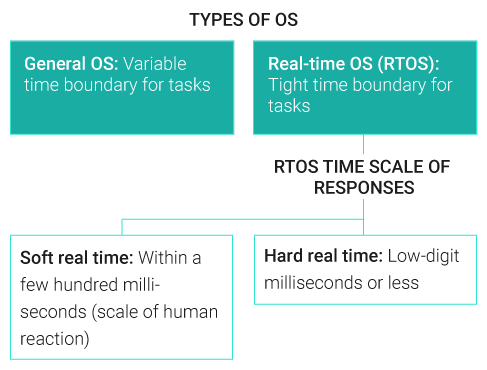 TYPES OF OS
General OS: Variable
time boundary for tasks
Real-time OS (RTOS):
Tight time boundary for
tasks
RTOS TIME SCALE OF
RESPONSES
Soft real time: Within a
few hundred milli-
seconds (scale of human
reaction)
Hard real time: Low-digit
milliseconds or less